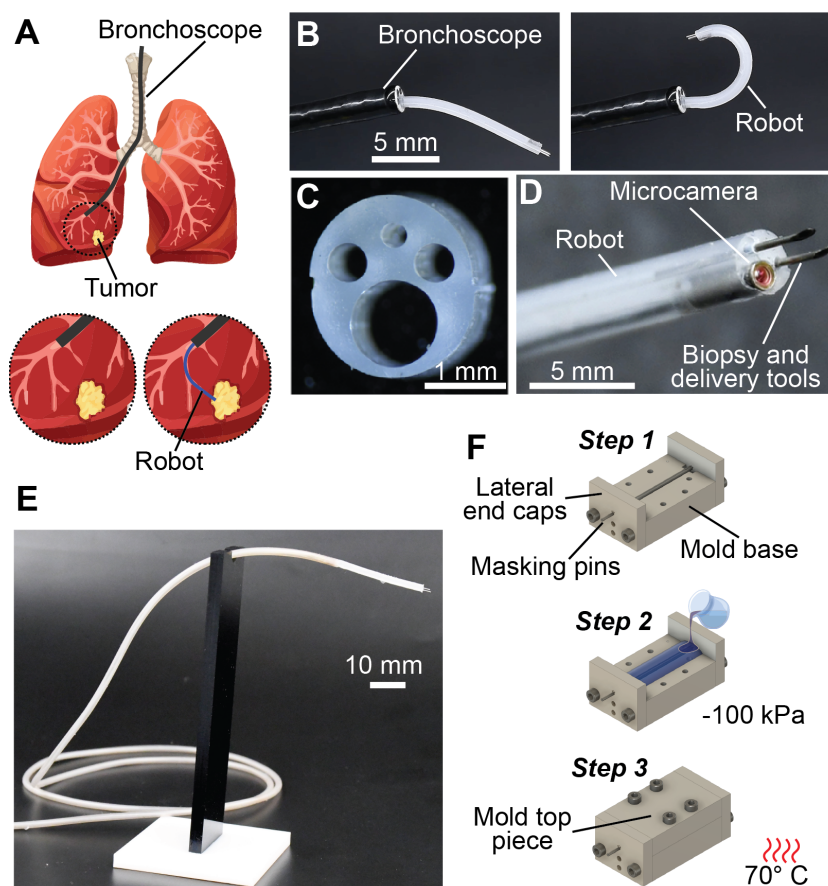 A
Bronchoscope
Tumor
Robot
B
Bronchoscope
5 mm
Robot
C
1 mm
D
Microcamera
Robot
Biopsy and
delivery tools
5 mm
E
10 mm
F
Step 1
Lateral
end caps
Masking pins
Mold base
Step 2
-100 kPa
Step 3
Mold top
piece
70° C